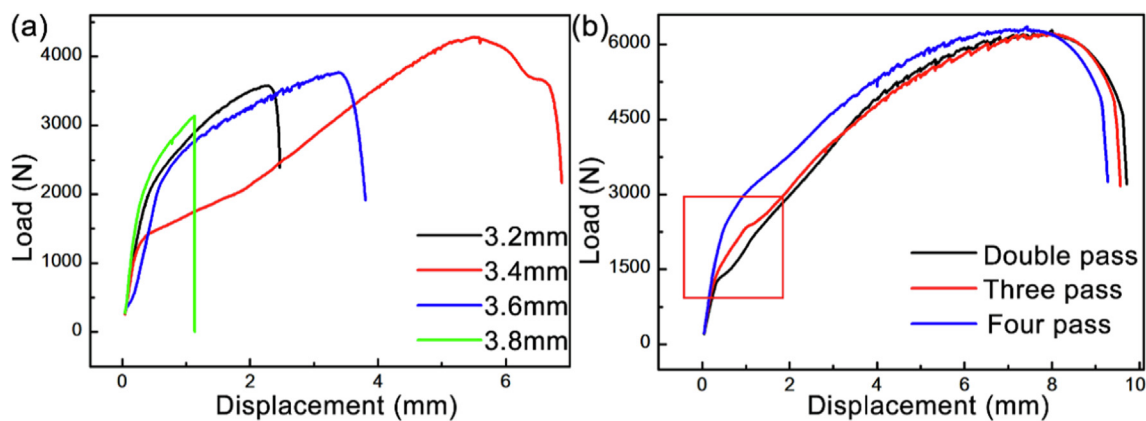 (a)
4000
3000
2000
1000
0
Load (N)
3.2mm
3.4mm
3.6mm
3.8mm
0 2 4 6
Displacement (mm)
(b)
6000
4500
3000
1500
0
Load (N)
Double pass
Three pass
Four pass
0 2 4 6 8 10
Displacement (mm)